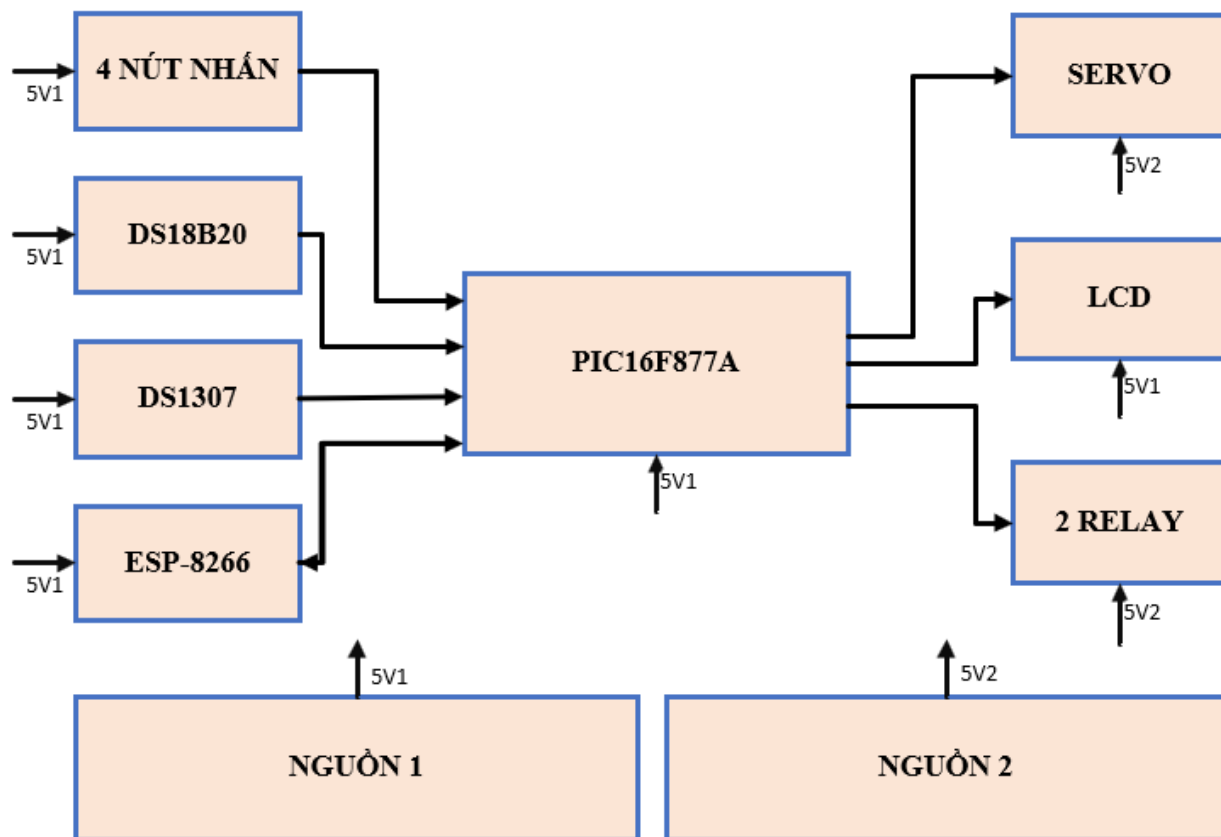 4 NÚT NHẤN
5V1
SERVO
5V2
DS18B20
5V1
LCD
5V1
PIC16F877A
5V1
DS1307
5V1
2 RELAY
5V2
ESP-8266
5V1
5V1
5V2
NGUỒN 1
NGUỒN 2